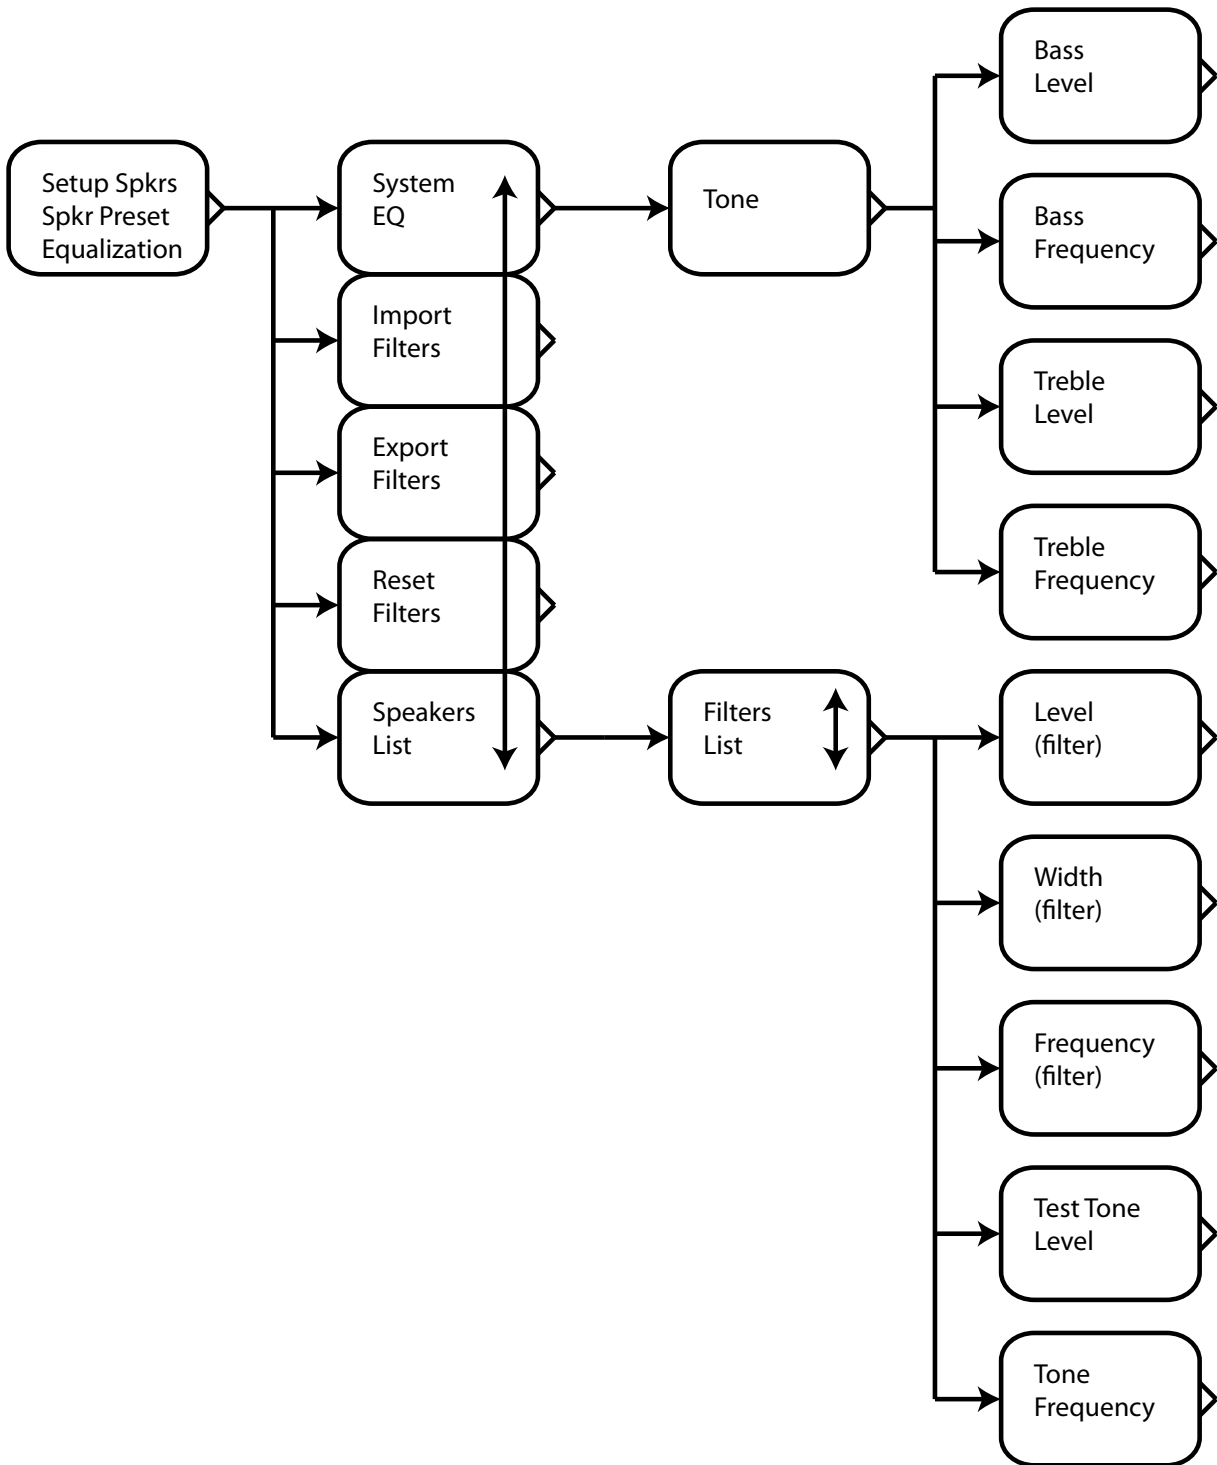 Setup Spkrs
Spkr Preset
Equalization
System
EQ
Import
Filters
Export
Filters
Reset
Filters
Speakers
List
Tone
Filters
List
Bass
Level
Bass
Frequency
Treble
Level
Treble
Frequency
Level
(filter)
Width
(filter)
Frequency
(filter)
Test Tone
Level
Tone
Frequency